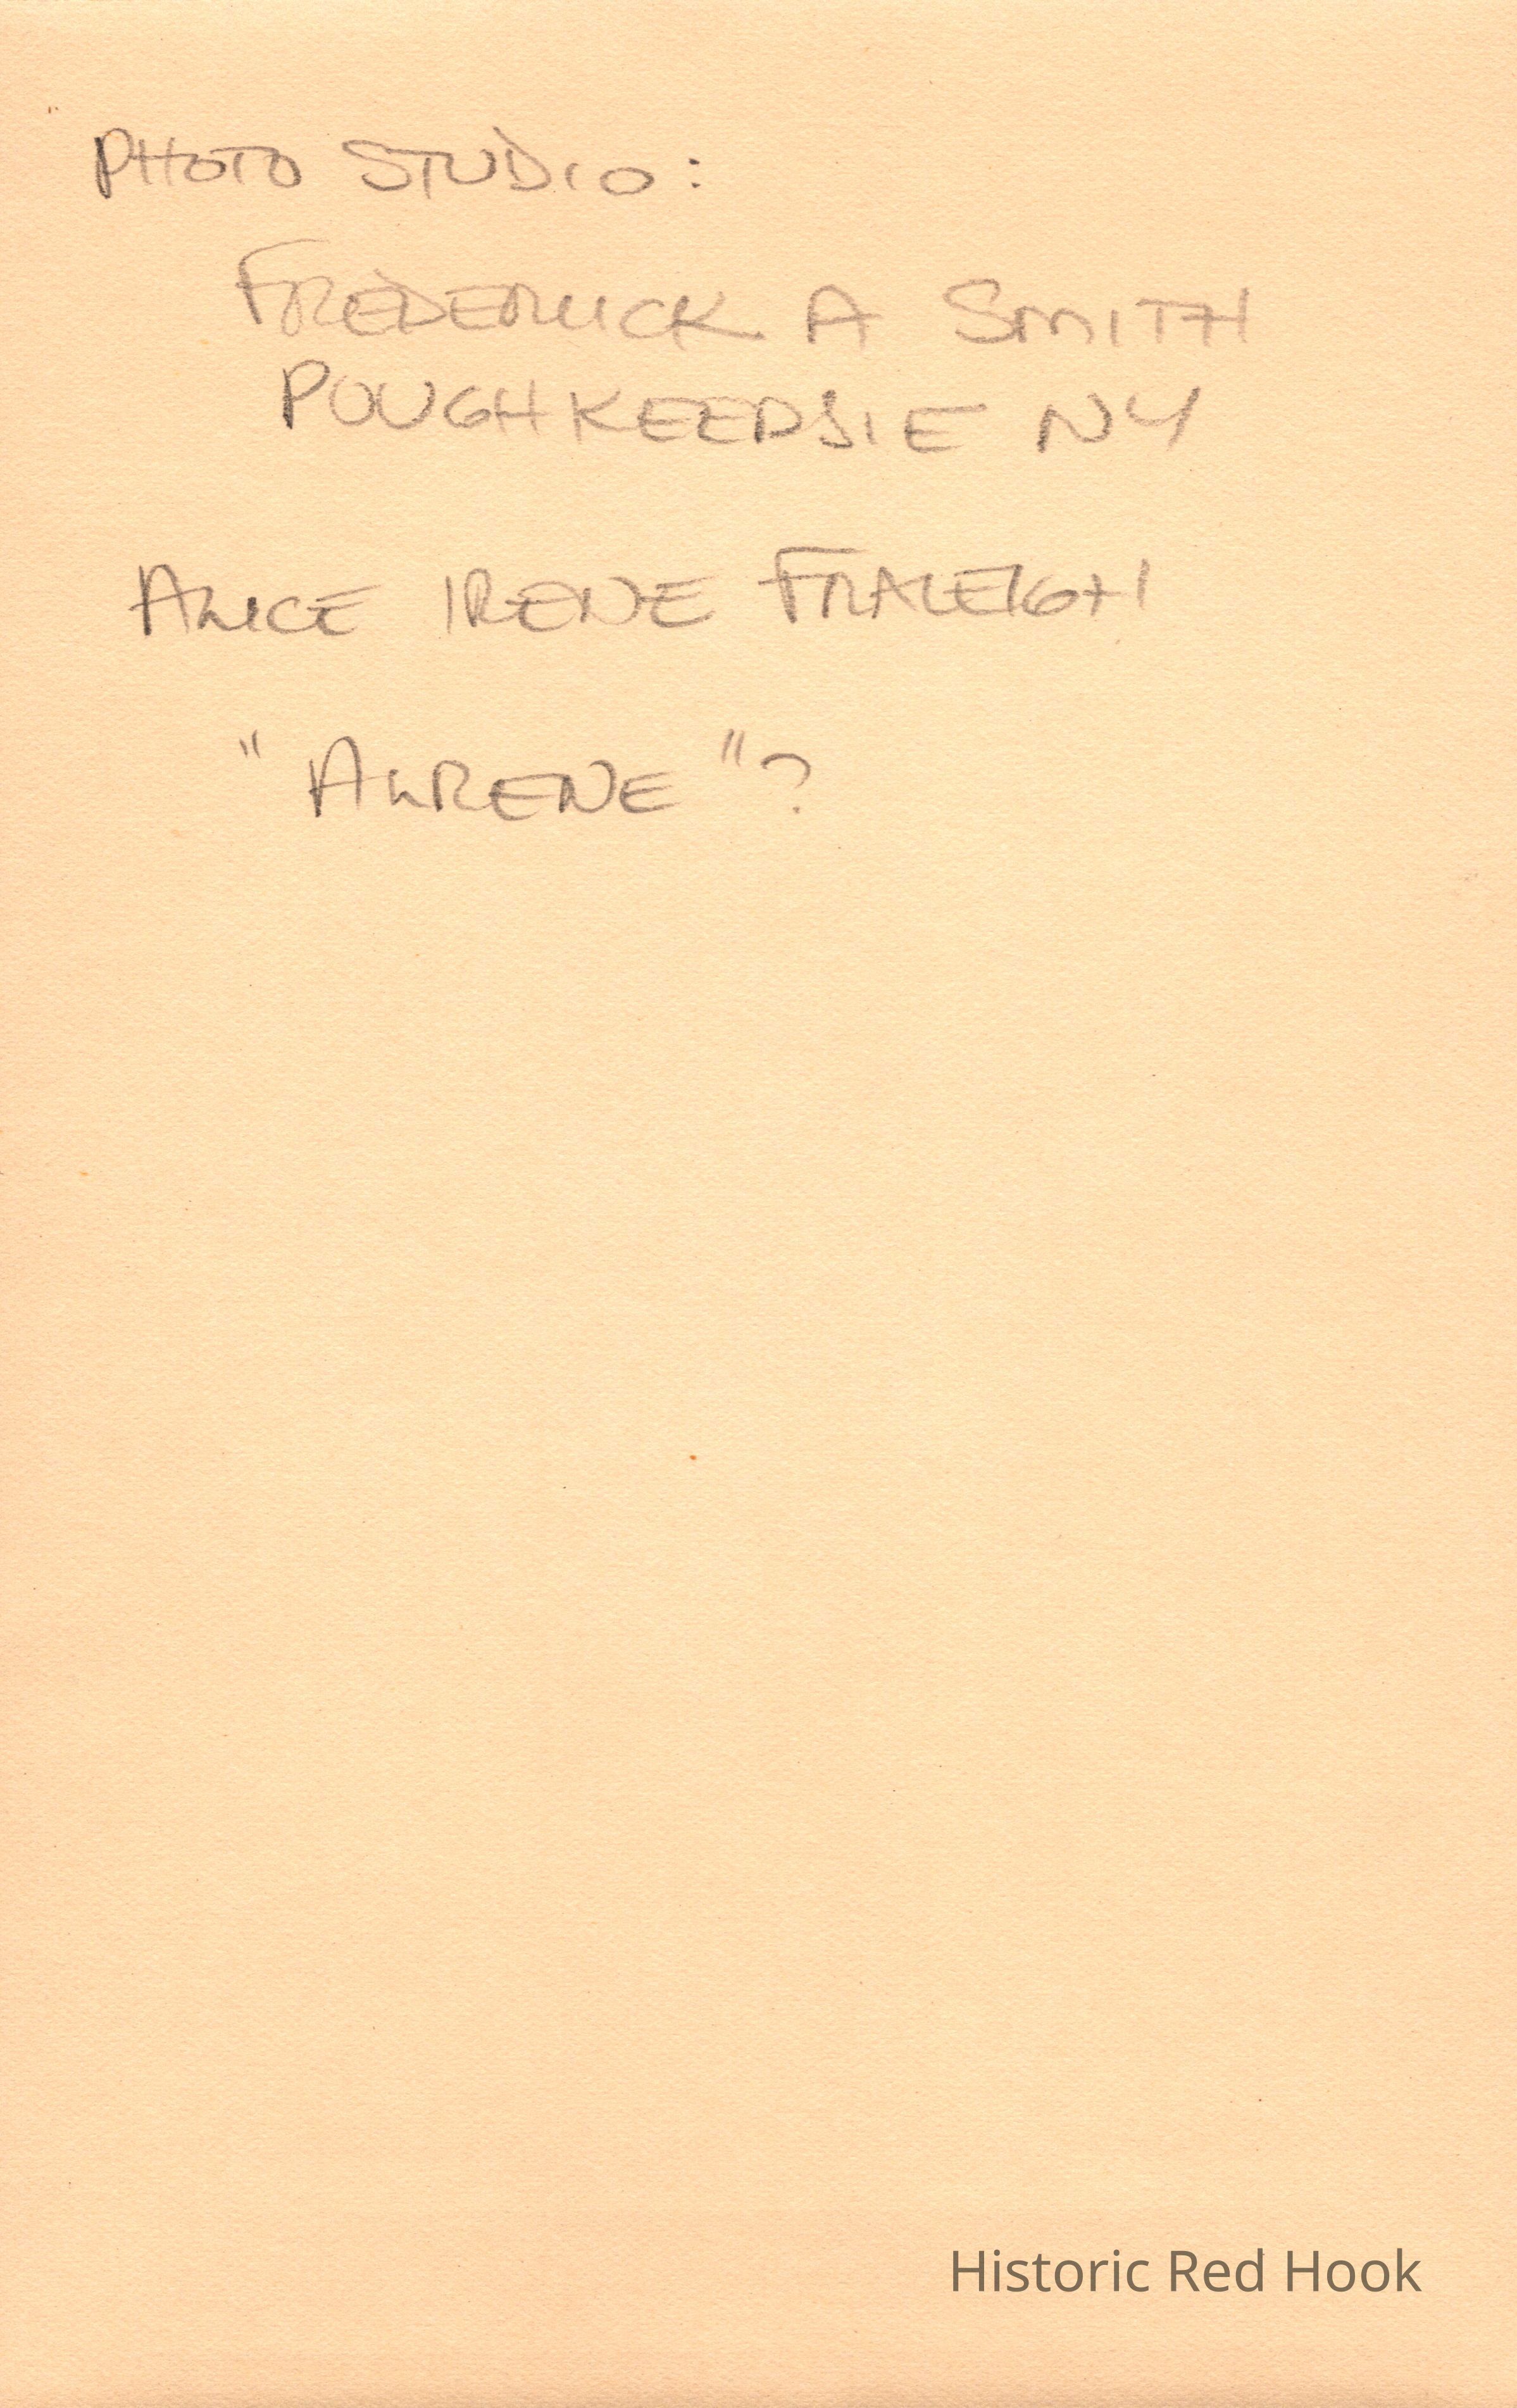 PHOTO STUDIO:
FREDERICK A SMITH
POUGHKEEPSIE NY
ALICE IRENE FRALEIGH
"ALRENE"?
Historic Red Hook